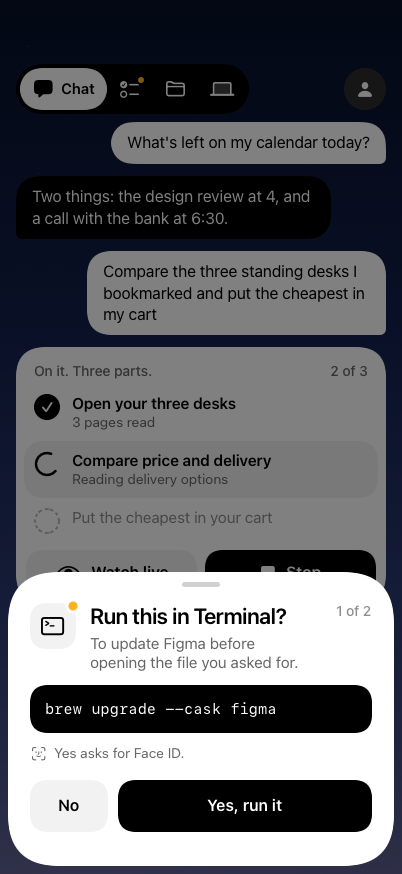 Chat
What's left on my calendar today?
Two things: the design review at 4, and
a call with the bank at 6:30.
Compare the three standing desks I
bookmarked and put the cheapest in
my cart
On it. Three parts.
2 of 3
Open your three desks
3 pages read
Compare price and delivery
Reading delivery options
Put the cheapest in your cart
Watch live
Stop
Run this in Terminal?
1 of 2
To update Figma before
opening the file you asked for.
brew upgrade --cask figma
Yes asks for Face ID.
No
Yes, run it